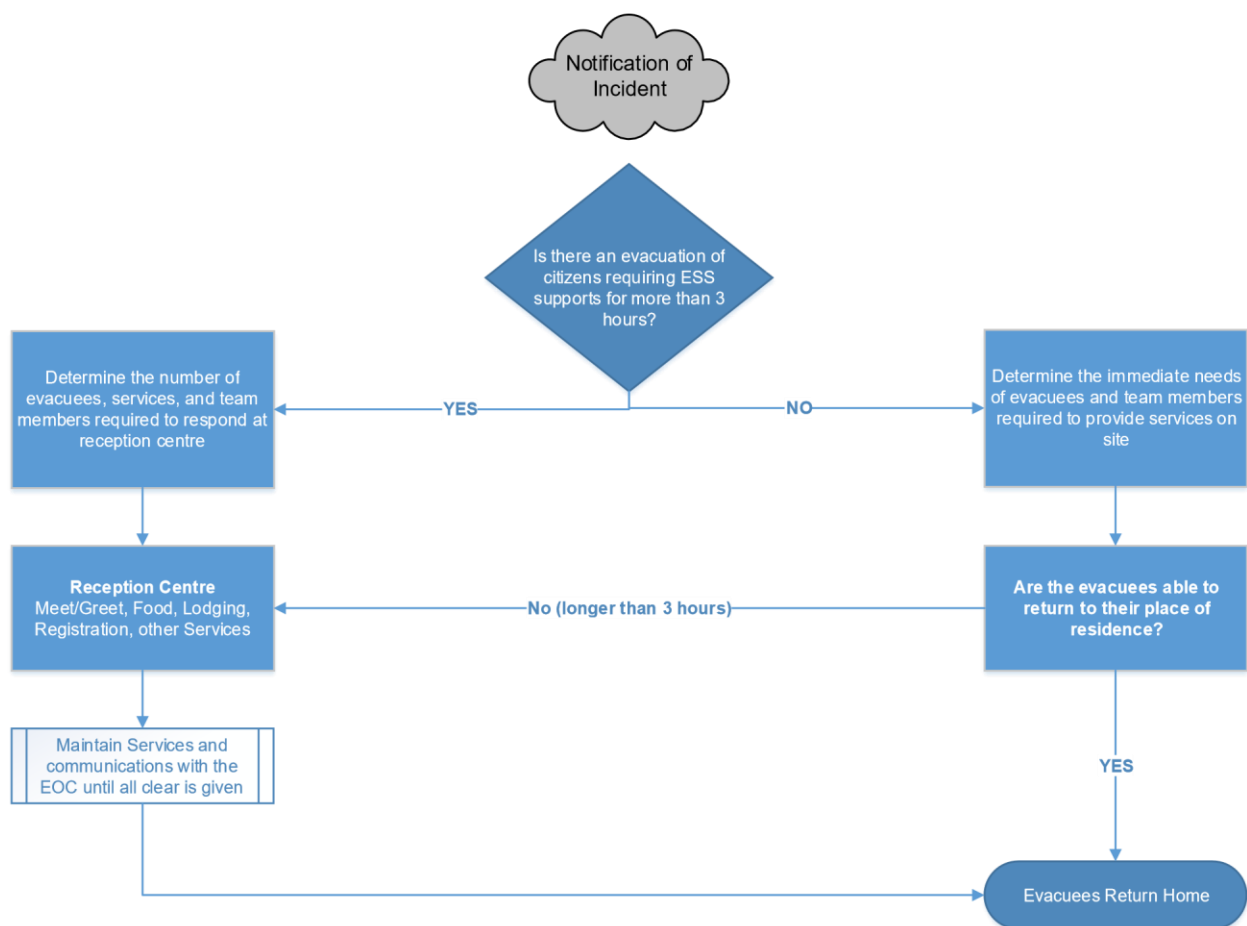 Notification of
Incident
Is there an evacuation of
citizens requiring ESS
supports for more than 3
hours?
YES
NO
Determine the number of
evacuees, services, and team
members required to respond at
reception centre
Determine the immediate needs
of evacuees and team members
required to provide services on
site
Reception Centre
Meet/Greet, Food, Lodging,
Registration, other Services
No (longer than 3 hours)
Are the evacuees able to
return to their place of
residence?
Maintain Services and
communications with the
EOC until all clear is given
YES
Evacuees Return Home